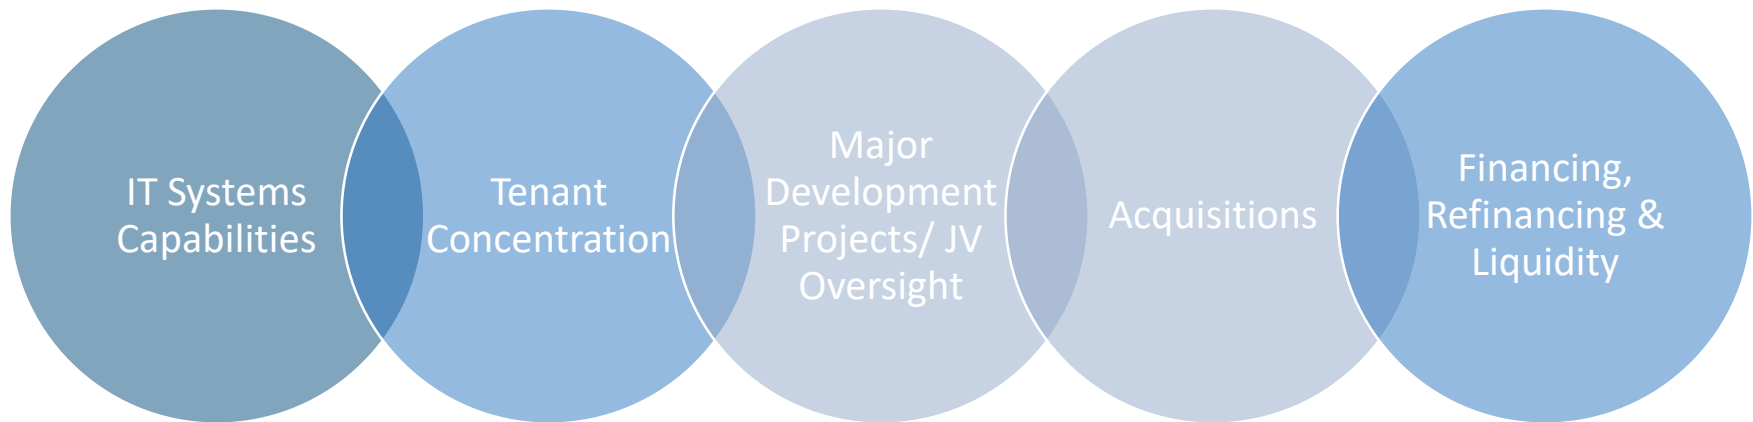 IT Systems
Capabilities
Tenant
Concentration
Major
Development
Projects/ JV
Oversight
Acquisitions
Financing,
Refinancing &
Liquidity